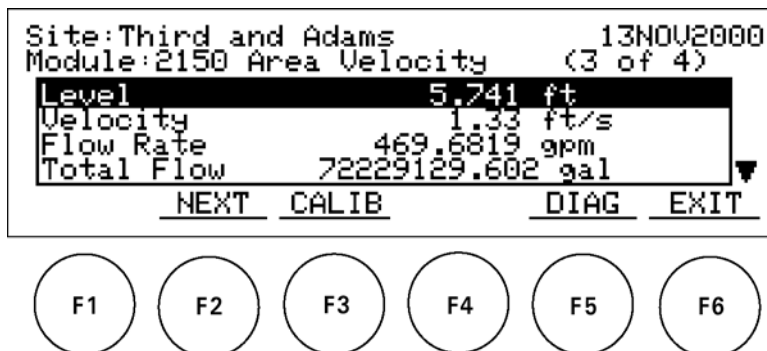 Site:Third and Adams 13NOV2000
Module:2150 Area Velocity (3 of 4)
Level 5.741 ft
Velocity 1.33 ft/s
Flow Rate 469.6819 gpm
Total Flow 72229129.602 gal
NEXT CALIB DIAG EXIT
F1 F2 F3 F4 F5 F6